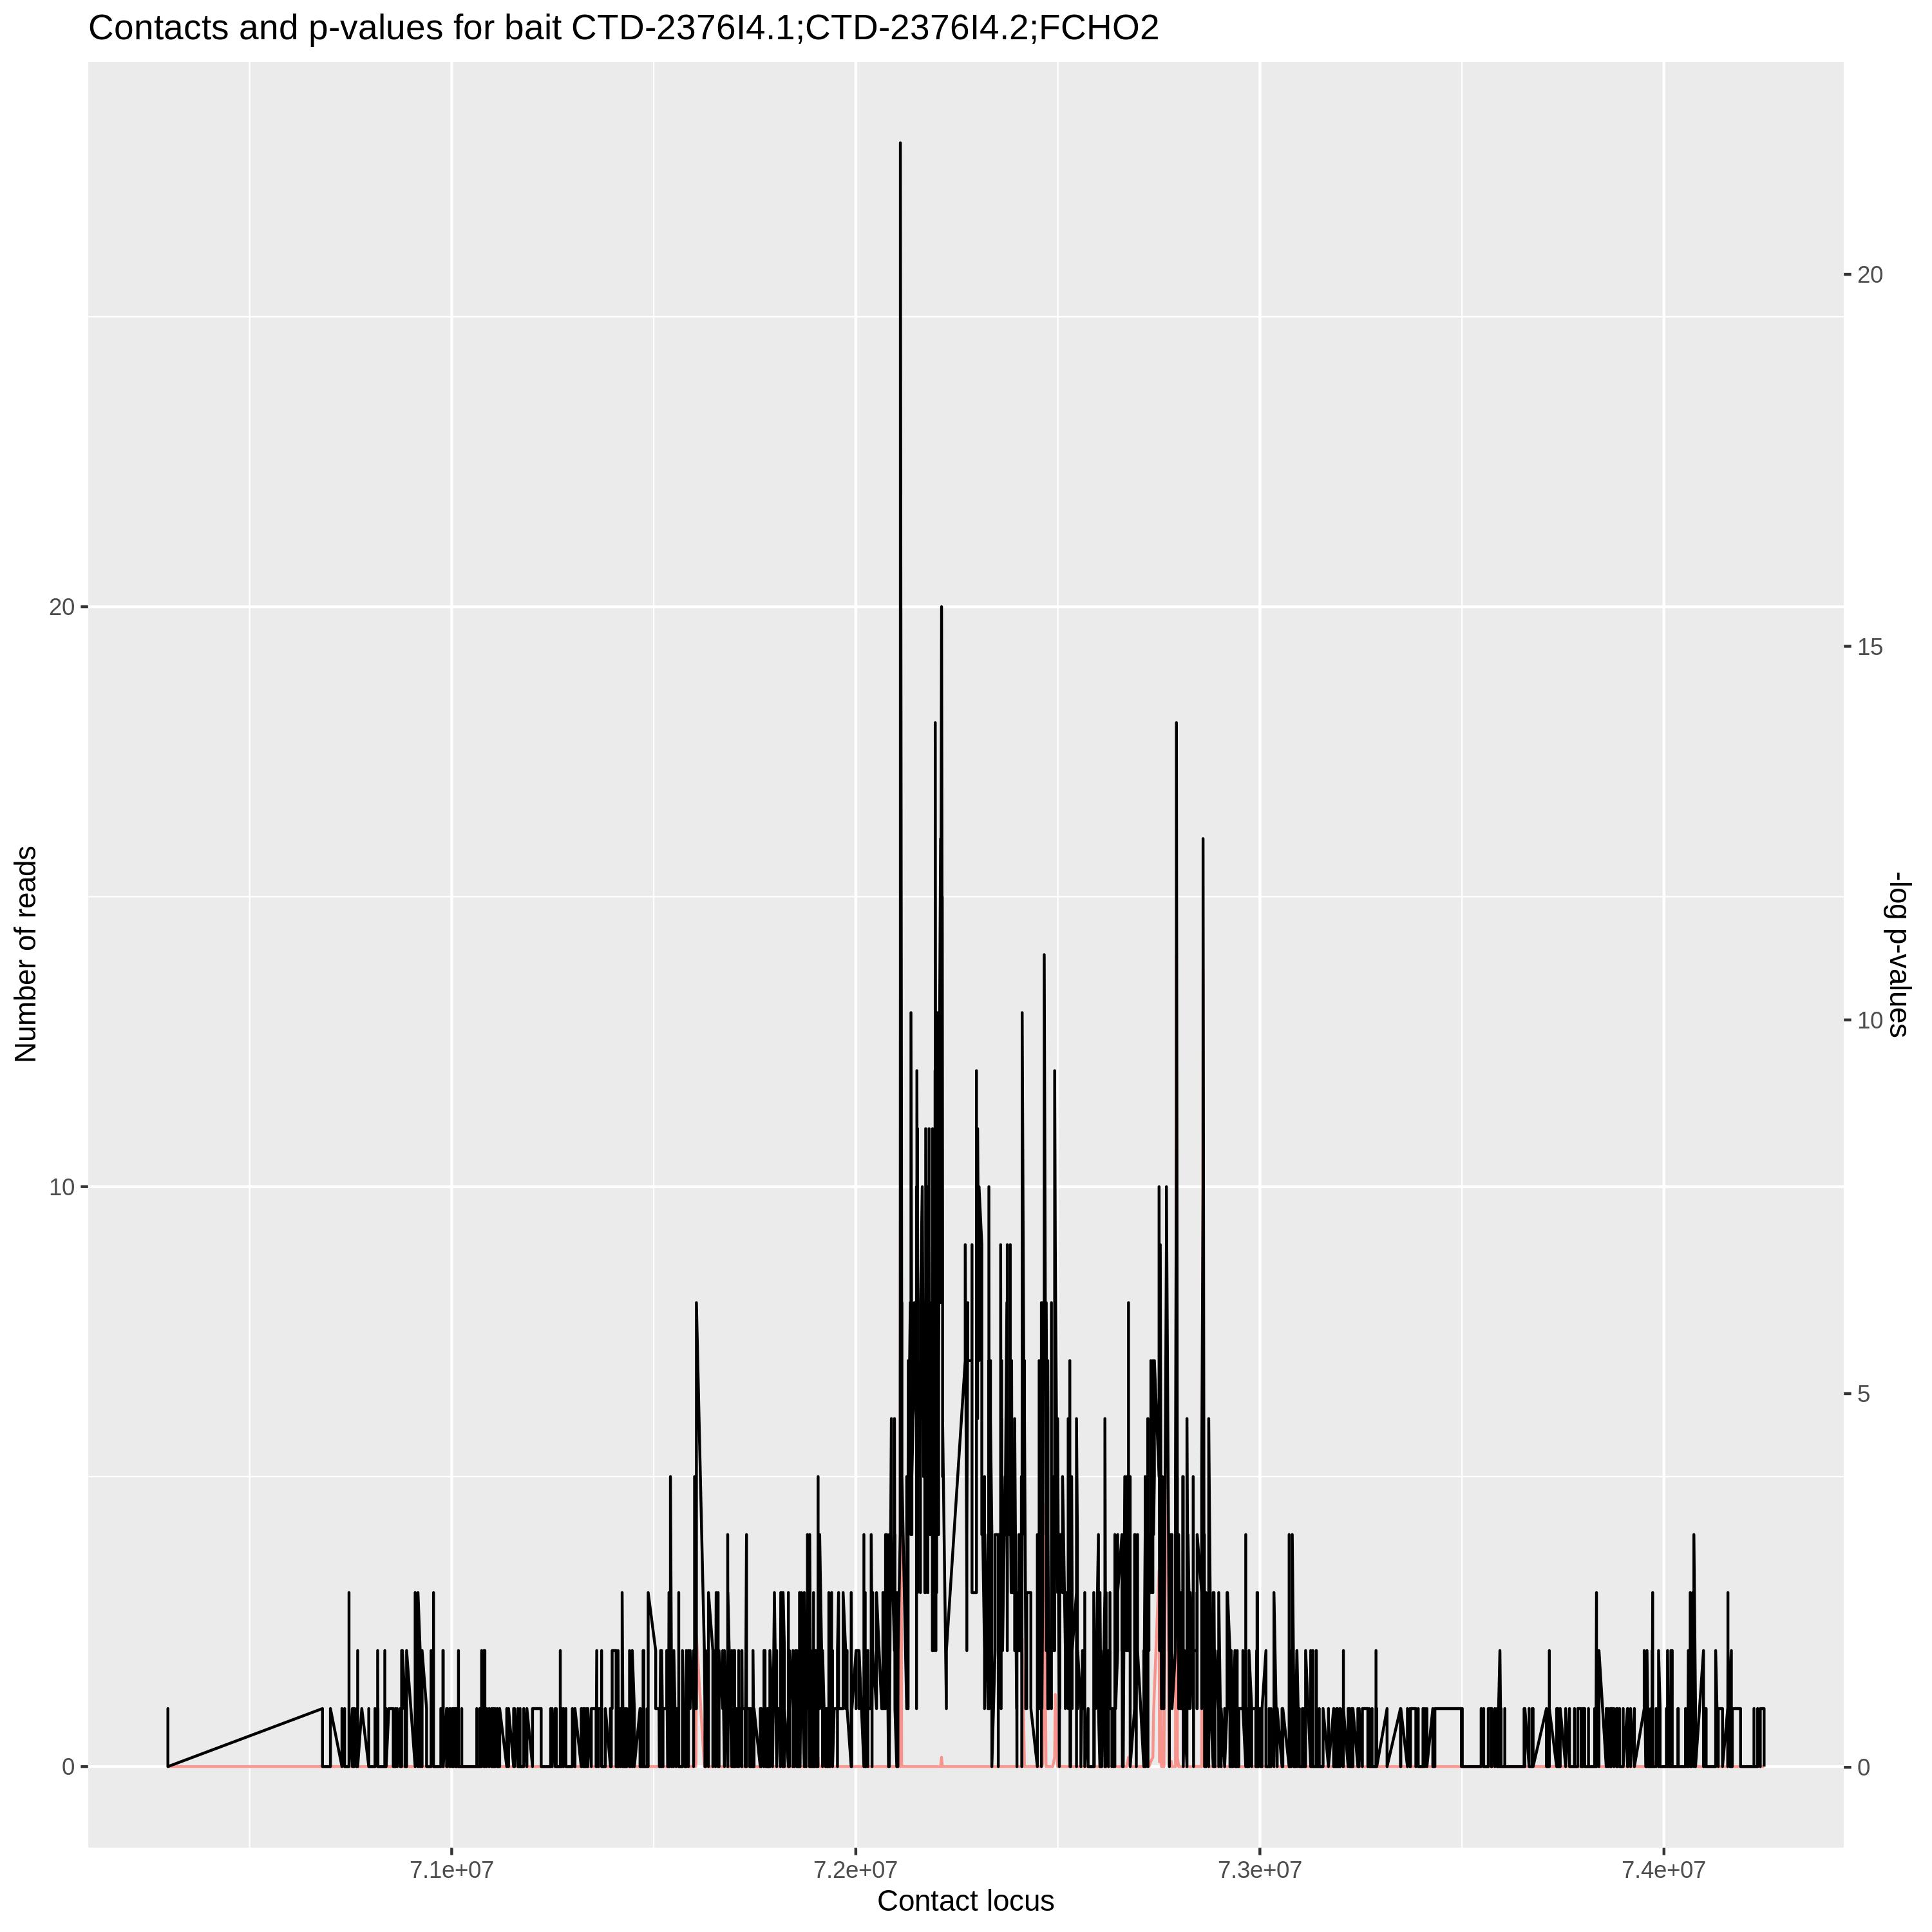 Contacts and p-values for bait CTD-2376I4.1;CTD-2376I4.2;FCHO2
Number of reads
20
10
0
20
15
10
5
0
-log p-values
7.1e+07 7.2e+07 7.3e+07 7.4e+07
Contact locus